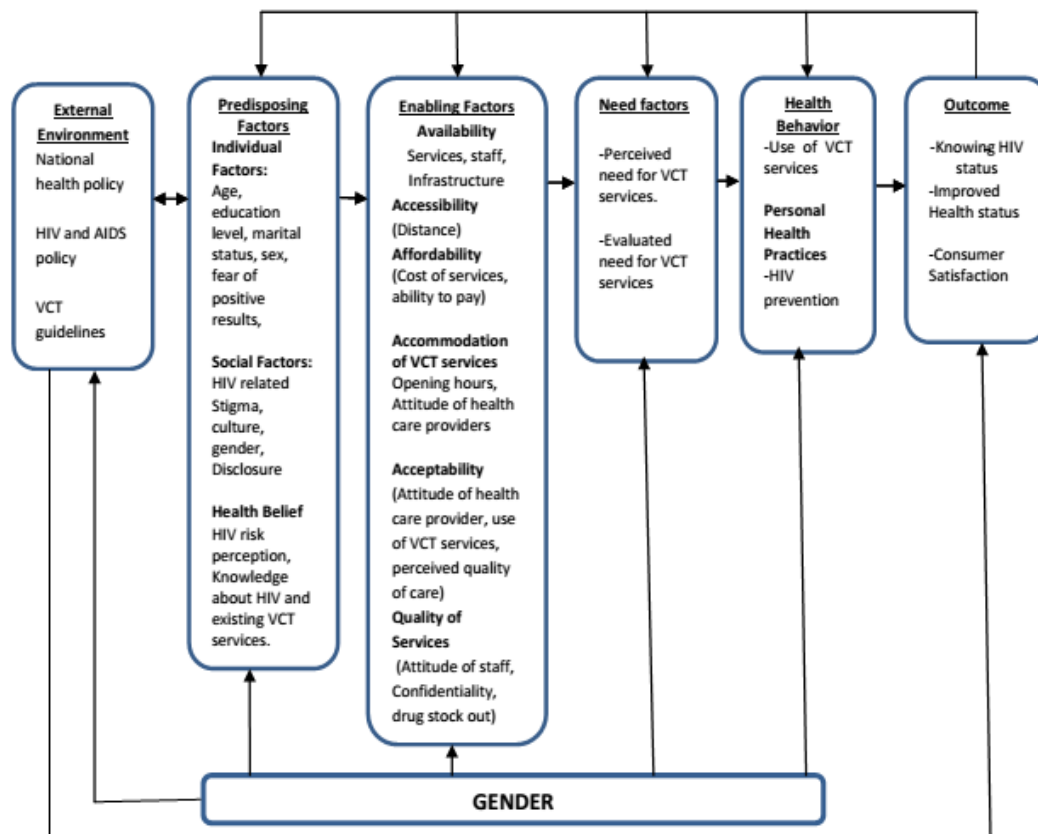 External
Environment
National
health policy
HIV and AIDS
policy
VCT
guidelines
Predisposing
Factors
Individual
Factors:
Age,
education
level, marital
status, sex,
fear of
positive
results,
Social Factors:
HIV related
Stigma,
culture,
gender,
Disclosure
Health Belief
HIV risk
perception,
Knowledge
about HIV and
existing VCT
services.
Enabling Factors
Availability
Services, staff,
Infrastructure
Accessibility
(Distance)
Affordability
(Cost of services,
ability to pay)
Accommodation
of VCT services
Opening hours,
Attitude of health
care providers
Acceptability
(Attitude of health
care provider, use
of VCT services,
perceived quality
of care)
Quality of
Services
(Attitude of staff,
Confidentiality,
drug stock out)
Need factors
-Perceived
need for VCT
services.
-Evaluated
need for VCT
services
Health
Behavior
-Use of VCT
services
Personal
Health
Practices
-HIV
prevention
Outcome
-Knowing HIV
status
-Improved
Health status
-Consumer
Satisfaction
GENDER